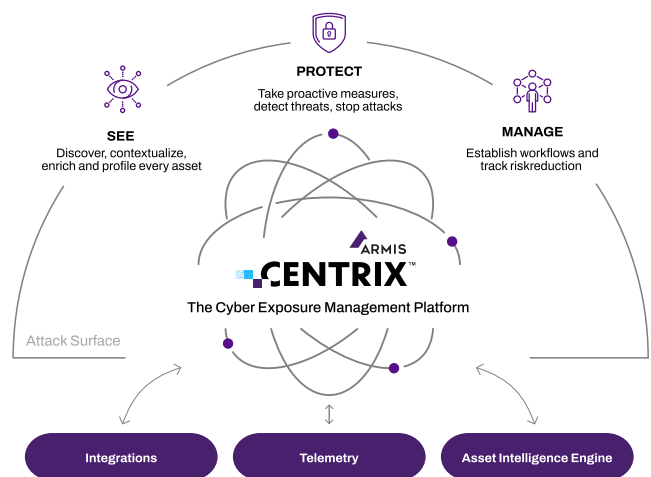 PROTECT
Take proactive measures,
detect threats, stop attacks
SEE
Discover, contextualize,
enrich and profile every asset
MANAGE
Establish workflows and
track riskreduction
ARMIS
CENTRIX™
The Cyber Exposure Management Platform
Attack Surface
Integrations
Telemetry
Asset Intelligence Engine